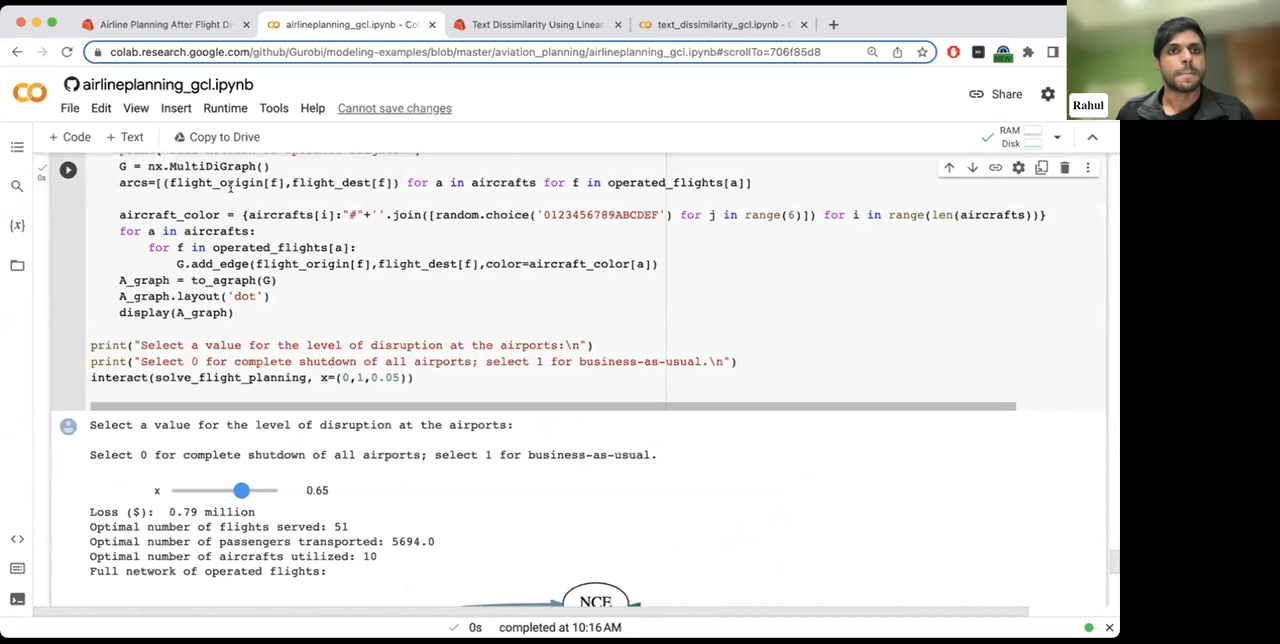 Airline Planning After Flight Di
airlineplanning_gcl.ipynb - Co
Text Dissimilarity Using Linear
text_dissimilarity_gcl.ipynb - C
colab.research.google.com/github/Gurobi/modeling-examples/blob/master/aviation_planning/airlineplanning_gcl.ipynb#scrollTo=706f85d8
NEW
Rahul
airlineplanning_gcl.ipynb
Share
File Edit View Insert Runtime Tools Help Cannot save changes
+ Code + Text Copy to Drive
RAM
Disk
0s
G = nx.MultiDiGraph()
arcs=[(flight_origin[f],flight_dest[f]) for a in aircrafts for f in operated_flights[a]]
aircraft_color = {aircrafts[i]:"#"+''.join([random.choice('0123456789ABCDEF') for j in range(6)]) for i in range(len(aircrafts))}
for a in aircrafts:
for f in operated_flights[a]:
G.add_edge(flight_origin[f],flight_dest[f],color=aircraft_color[a])
A_graph = to_agraph(G)
A_graph.layout('dot')
display(A_graph)
print("Select a value for the level of disruption at the airports:\n")
print("Select 0 for complete shutdown of all airports; select 1 for business-as-usual.\n")
interact(solve_flight_planning, x=(0,1,0.05))
Select a value for the level of disruption at the airports:
Select 0 for complete shutdown of all airports; select 1 for business-as-usual.
x 0.65
Loss ($): 0.79 million
Optimal number of flights served: 51
Optimal number of passengers transported: 5694.0
Optimal number of aircrafts utilized: 10
Full network of operated flights:
NCE
0s completed at 10:16 AM